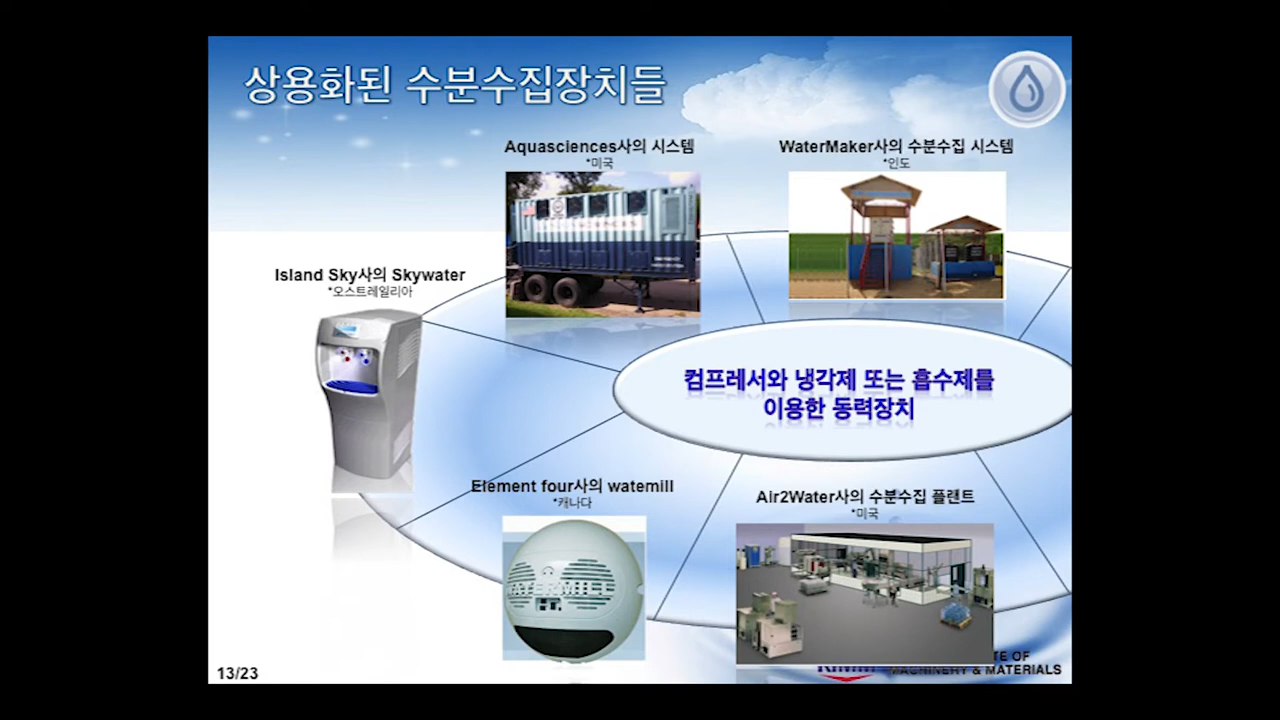 상용화된 수분수집장치들
Aquasciences사의 시스템
*미국
WaterMaker사의 수분수집 시스템
*인도
Island Sky사의 Skywater
*오스트레일리아
컴프레서와 냉각제 또는 흡수제를
이용한 동력장치
Element four사의 watemill
*캐나다
Air2Water사의 수분수집 플랜트
*미국
WATERMILL
TE OF
MACHINERY & MATERIALS
13/23